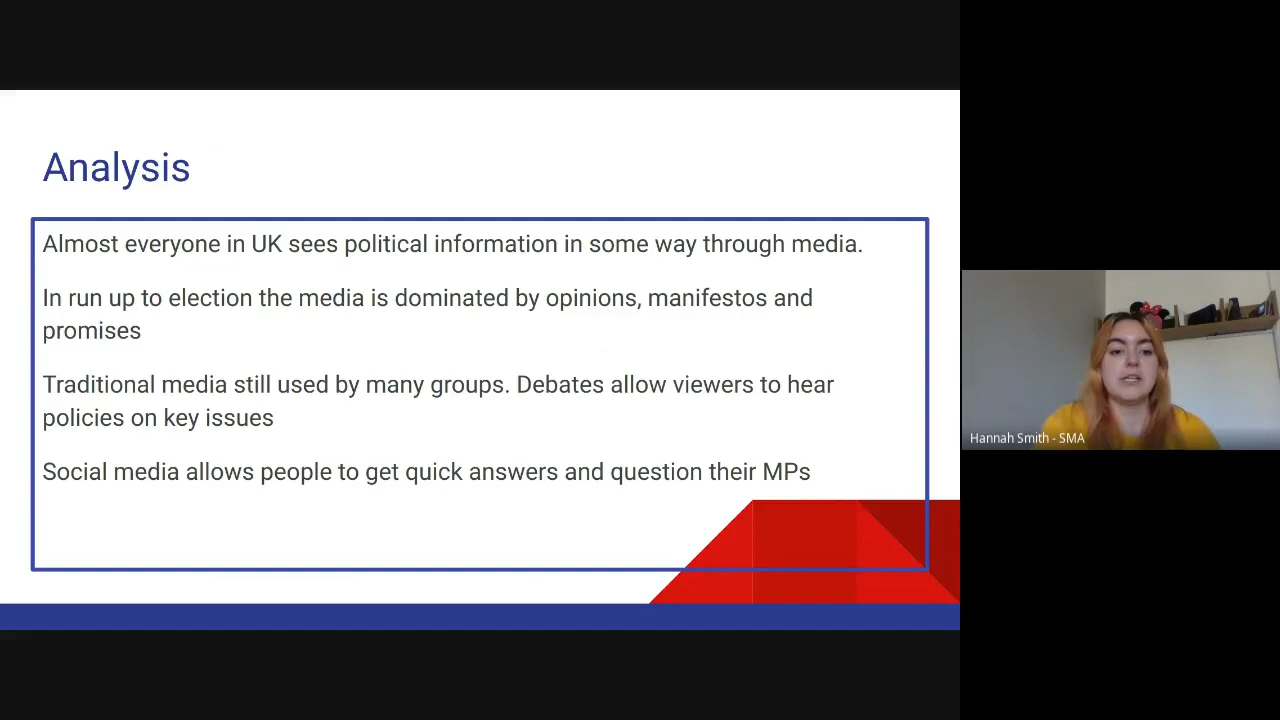 Analysis
Almost everyone in UK sees political information in some way through media.
In run up to election the media is dominated by opinions, manifestos and
promises
Traditional media still used by many groups. Debates allow viewers to hear
policies on key issues
Social media allows people to get quick answers and question their MPs
Hannah Smith - SMA